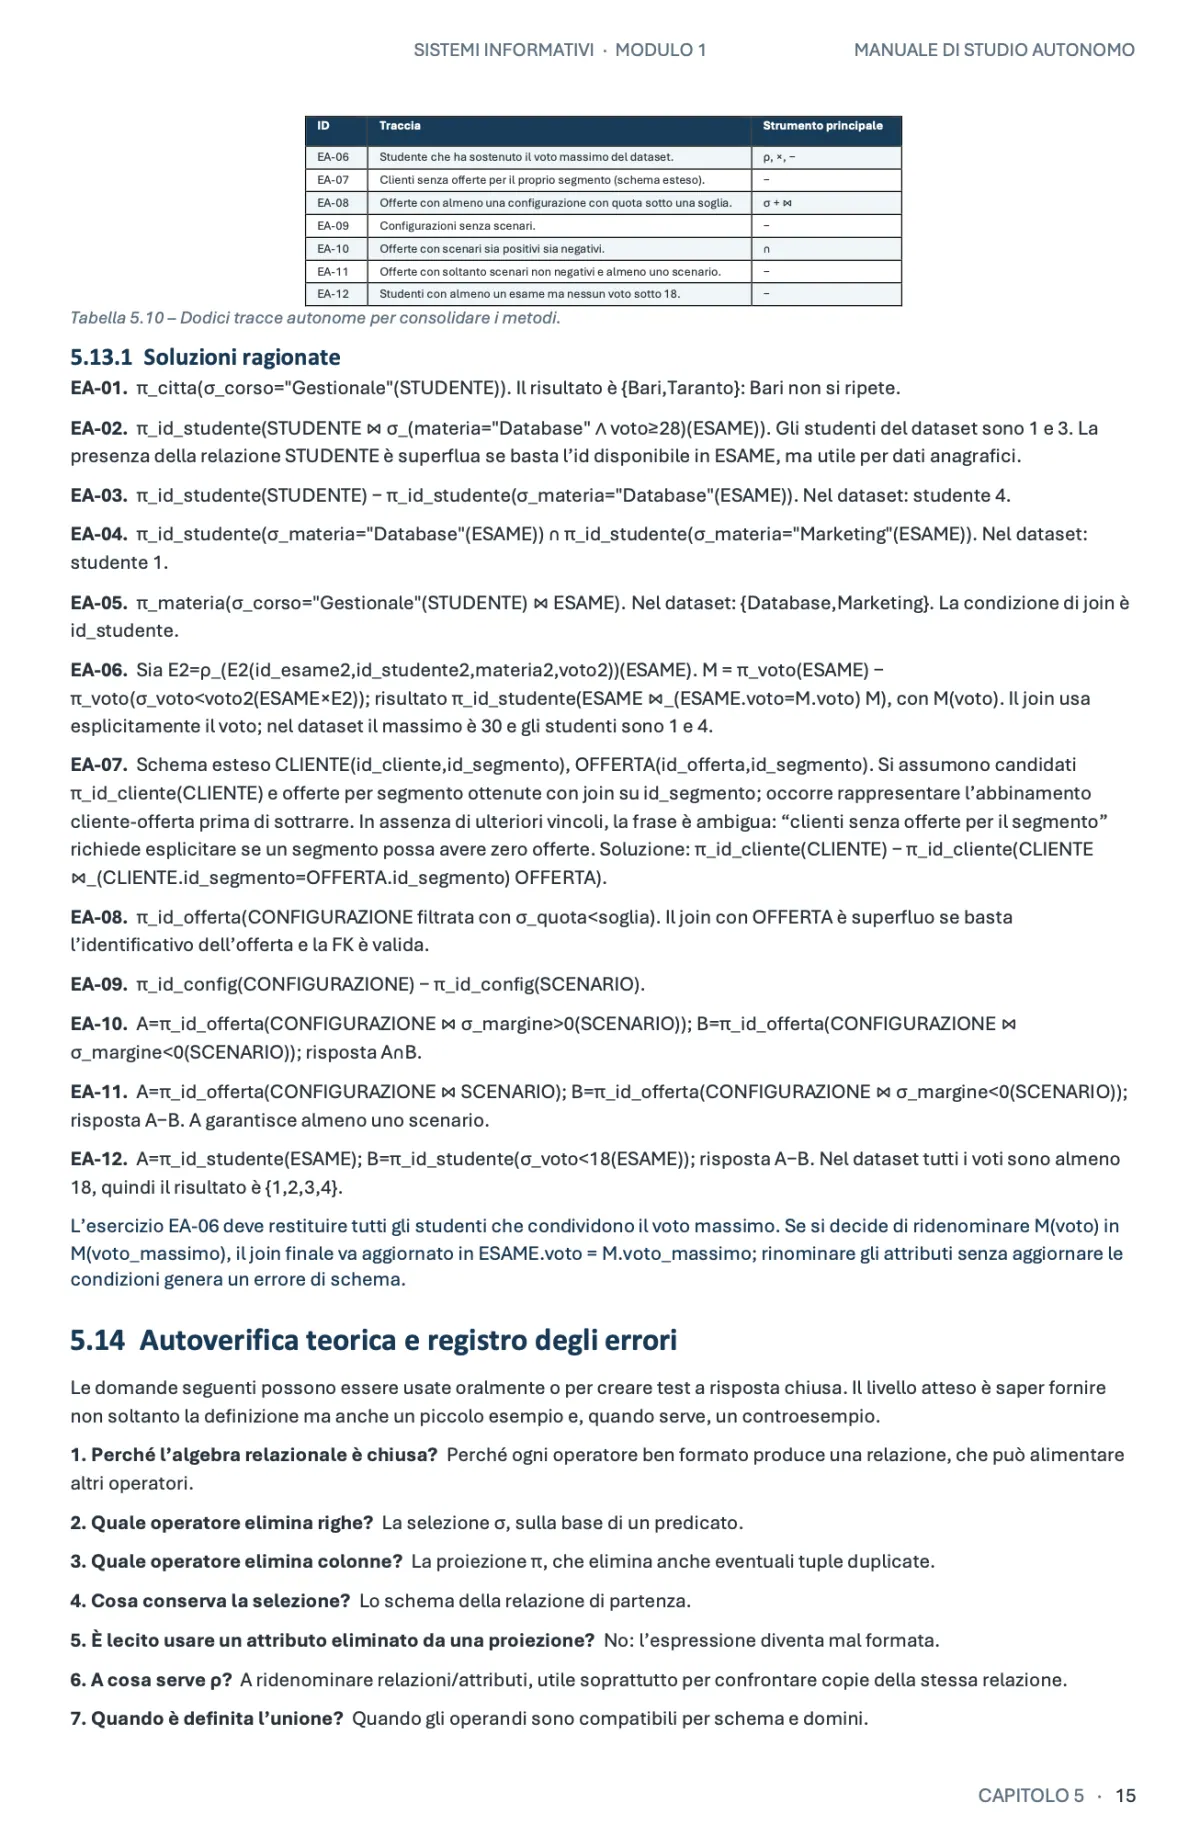 SISTEMI INFORMATIVI · MODULO 1 MANUALE DI STUDIO AUTONOMO
ID Traccia Strumento principale
EA-06 Studente che ha sostenuto il voto massimo del dataset. ρ, ×, −
EA-07 Clienti senza offerte per il proprio segmento (schema esteso). −
EA-08 Offerte con almeno una configurazione con quota sotto una soglia. σ + ⋈
EA-09 Configurazioni senza scenari. −
EA-10 Offerte con scenari sia positivi sia negativi. ∩
EA-11 Offerte con soltanto scenari non negativi e almeno uno scenario. −
EA-12 Studenti con almeno un esame ma nessun voto sotto 18. −
Tabella 5.10 – Dodici tracce autonome per consolidare i metodi.
5.13.1 Soluzioni ragionate
EA-01. π_citta(σ_corso="Gestionale"(STUDENTE)). Il risultato è {Bari,Taranto}: Bari non si ripete.
EA-02. π_id_studente(STUDENTE ⋈ σ_(materia="Database" ∧ voto≥28)(ESAME)). Gli studenti del dataset sono 1 e 3. La
presenza della relazione STUDENTE è superflua se basta l’id disponibile in ESAME, ma utile per dati anagrafici.
EA-03. π_id_studente(STUDENTE) − π_id_studente(σ_materia="Database"(ESAME)). Nel dataset: studente 4.
EA-04. π_id_studente(σ_materia="Database"(ESAME)) ∩ π_id_studente(σ_materia="Marketing"(ESAME)). Nel dataset:
studente 1.
EA-05. π_materia(σ_corso="Gestionale"(STUDENTE) ⋈ ESAME). Nel dataset: {Database,Marketing}. La condizione di join è
id_studente.
EA-06. Sia E2=ρ_(E2(id_esame2,id_studente2,materia2,voto2))(ESAME). M = π_voto(ESAME) −
π_voto(σ_voto<voto2(ESAME×E2)); risultato π_id_studente(ESAME ⋈_(ESAME.voto=M.voto) M), con M(voto). Il join usa
esplicitamente il voto; nel dataset il massimo è 30 e gli studenti sono 1 e 4.
EA-07. Schema esteso CLIENTE(id_cliente,id_segmento), OFFERTA(id_offerta,id_segmento). Si assumono candidati
π_id_cliente(CLIENTE) e offerte per segmento ottenute con join su id_segmento; occorre rappresentare l’abbinamento
cliente-offerta prima di sottrarre. In assenza di ulteriori vincoli, la frase è ambigua: “clienti senza offerte per il segmento”
richiede esplicitare se un segmento possa avere zero offerte. Soluzione: π_id_cliente(CLIENTE) − π_id_cliente(CLIENTE
⋈_(CLIENTE.id_segmento=OFFERTA.id_segmento) OFFERTA).
EA-08. π_id_offerta(CONFIGURAZIONE filtrata con σ_quota<soglia). Il join con OFFERTA è superfluo se basta
l’identificativo dell’offerta e la FK è valida.
EA-09. π_id_config(CONFIGURAZIONE) − π_id_config(SCENARIO).
EA-10. A=π_id_offerta(CONFIGURAZIONE ⋈ σ_margine>0(SCENARIO)); B=π_id_offerta(CONFIGURAZIONE ⋈
σ_margine<0(SCENARIO)); risposta A∩B.
EA-11. A=π_id_offerta(CONFIGURAZIONE ⋈ SCENARIO); B=π_id_offerta(CONFIGURAZIONE ⋈ σ_margine<0(SCENARIO));
risposta A−B. A garantisce almeno uno scenario.
EA-12. A=π_id_studente(ESAME); B=π_id_studente(σ_voto<18(ESAME)); risposta A−B. Nel dataset tutti i voti sono almeno
18, quindi il risultato è {1,2,3,4}.
L’esercizio EA-06 deve restituire tutti gli studenti che condividono il voto massimo. Se si decide di ridenominare M(voto) in
M(voto_massimo), il join finale va aggiornato in ESAME.voto = M.voto_massimo; rinominare gli attributi senza aggiornare le
condizioni genera un errore di schema.
5.14 Autoverifica teorica e registro degli errori
Le domande seguenti possono essere usate oralmente o per creare test a risposta chiusa. Il livello atteso è saper fornire
non soltanto la definizione ma anche un piccolo esempio e, quando serve, un controesempio.
1. Perché l’algebra relazionale è chiusa? Perché ogni operatore ben formato produce una relazione, che può alimentare
altri operatori.
2. Quale operatore elimina righe? La selezione σ, sulla base di un predicato.
3. Quale operatore elimina colonne? La proiezione π, che elimina anche eventuali tuple duplicate.
4. Cosa conserva la selezione? Lo schema della relazione di partenza.
5. È lecito usare un attributo eliminato da una proiezione? No: l’espressione diventa mal formata.
6. A cosa serve ρ? A ridenominare relazioni/attributi, utile soprattutto per confrontare copie della stessa relazione.
7. Quando è definita l’unione? Quando gli operandi sono compatibili per schema e domini.
CAPITOLO 5 · 15